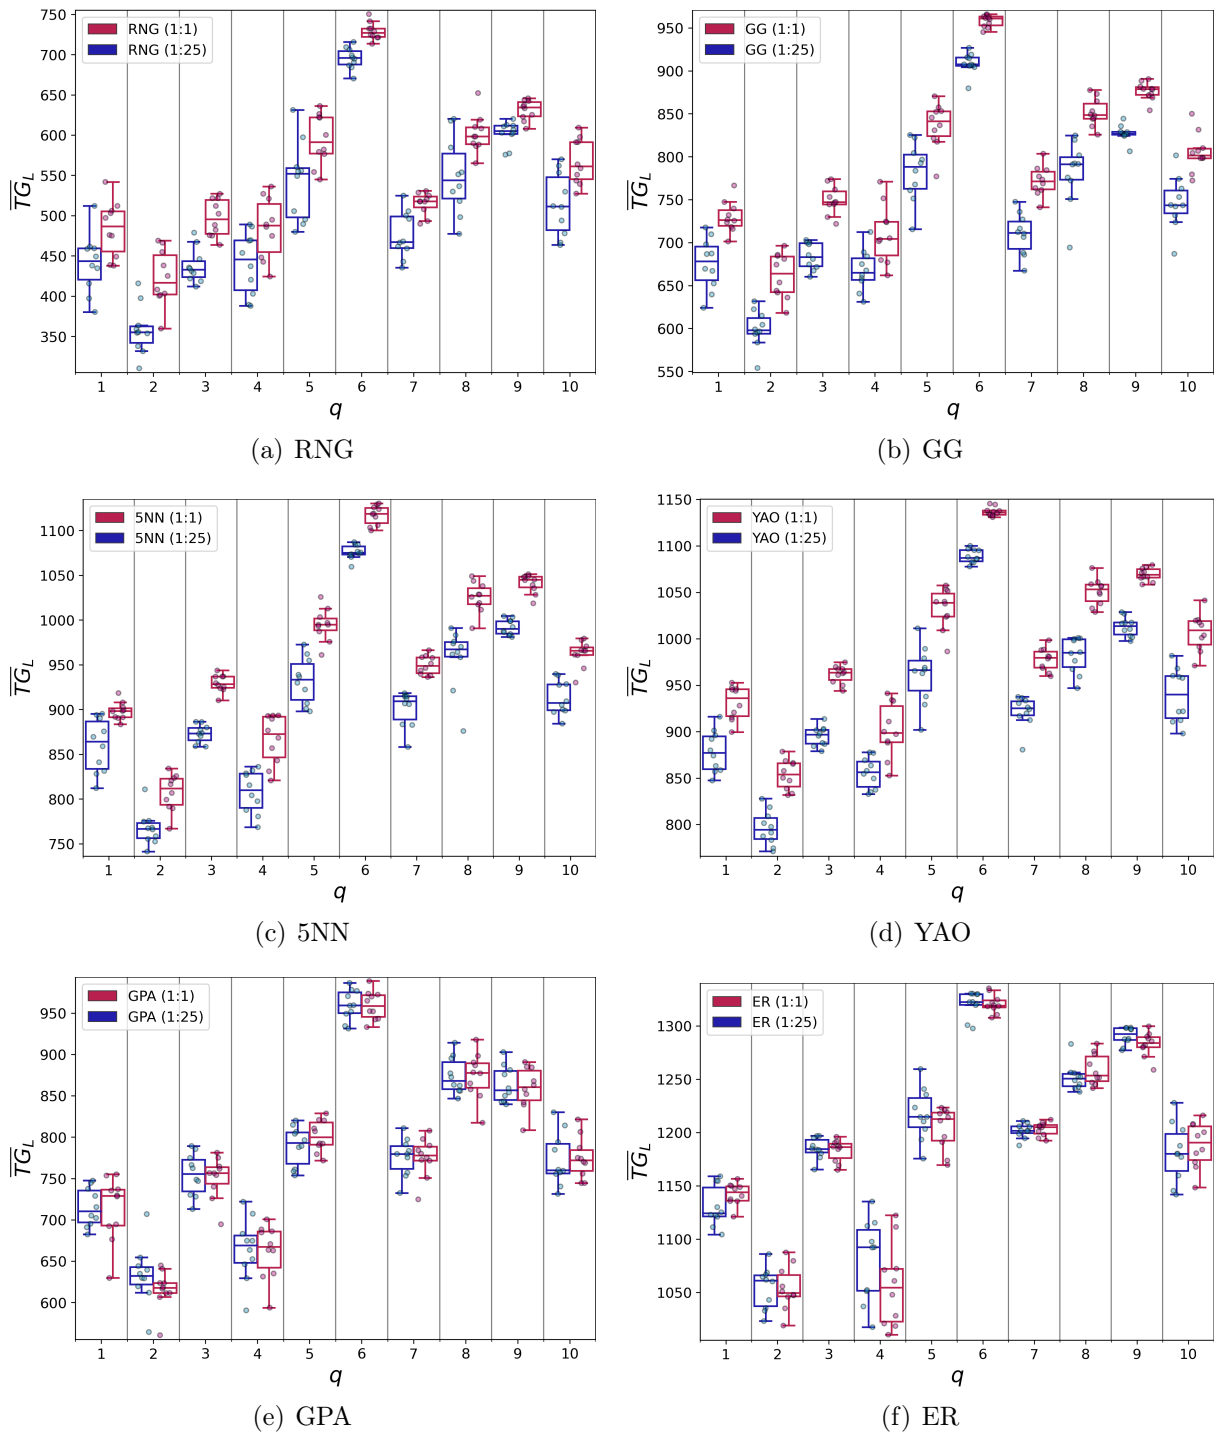 RNG (1:1)
RNG (1:25)
750
700
650
600
550
500
450
400
350
TG_L
1 2 3 4 5 6 7 8 9 10
q
(a) RNG
GG (1:1)
GG (1:25)
950
900
850
800
750
700
650
600
550
TG_L
1 2 3 4 5 6 7 8 9 10
q
(b) GG
5NN (1:1)
5NN (1:25)
1100
1050
1000
950
900
850
800
750
TG_L
1 2 3 4 5 6 7 8 9 10
q
(c) 5NN
YAO (1:1)
YAO (1:25)
1150
1100
1050
1000
950
900
850
800
TG_L
1 2 3 4 5 6 7 8 9 10
q
(d) YAO
GPA (1:1)
GPA (1:25)
950
900
850
800
750
700
650
600
TG_L
1 2 3 4 5 6 7 8 9 10
q
(e) GPA
ER (1:1)
ER (1:25)
1300
1250
1200
1150
1100
1050
TG_L
1 2 3 4 5 6 7 8 9 10
q
(f) ER